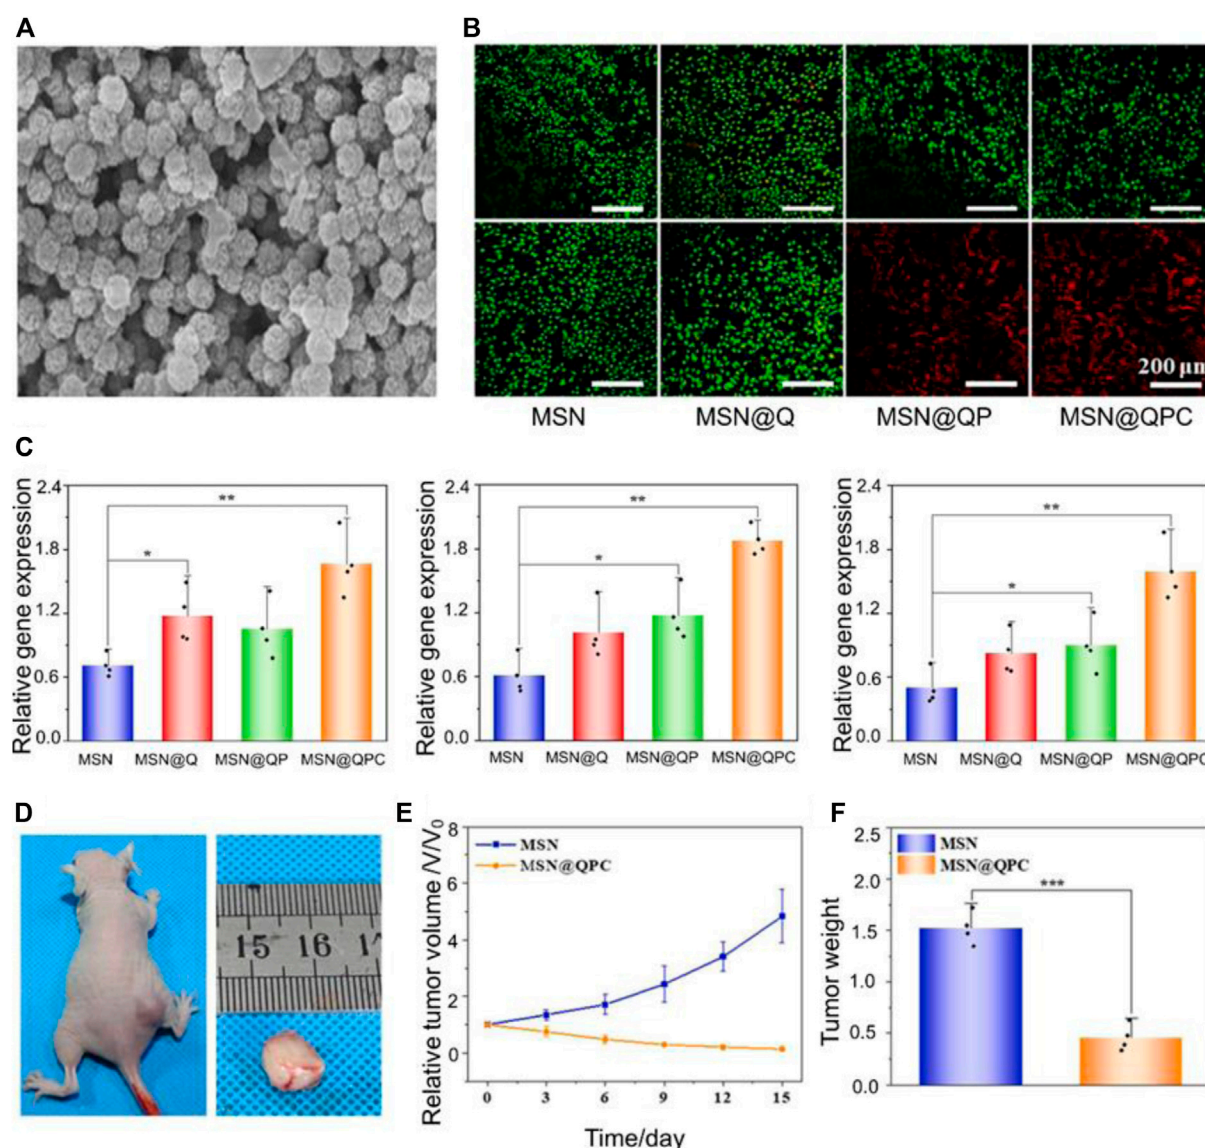 A
B
200 μm
MSN MSN@Q MSN@QP MSN@QPC
C
Relative gene expression
2.4
1.8
1.2
0.6
0.0
**
*
MSN MSN@Q MSN@QP MSN@QPC
Relative gene expression
2.4
1.8
1.2
0.6
0.0
**
*
MSN MSN@Q MSN@QP MSN@QPC
Relative gene expression
2.4
1.8
1.2
0.6
0.0
**
*
MSN MSN@Q MSN@QP MSN@QPC
D
15 16
E
Relative tumor volume /V/V₀
8
6
4
2
0
MSN
MSN@QPC
0 3 6 9 12 15
Time/day
F
Tumor weight
2.5
2.0
1.5
1.0
0.5
0.0
MSN
MSN@QPC
***